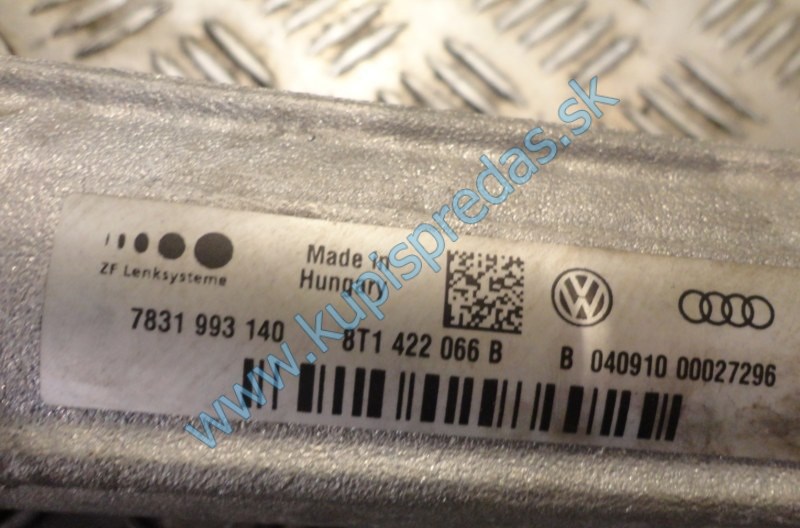 ZF Lenksysteme
Made in
Hungary
7831 993 140
8T1 422 066 B
B 040910 00027296
www.kupispredas.sk